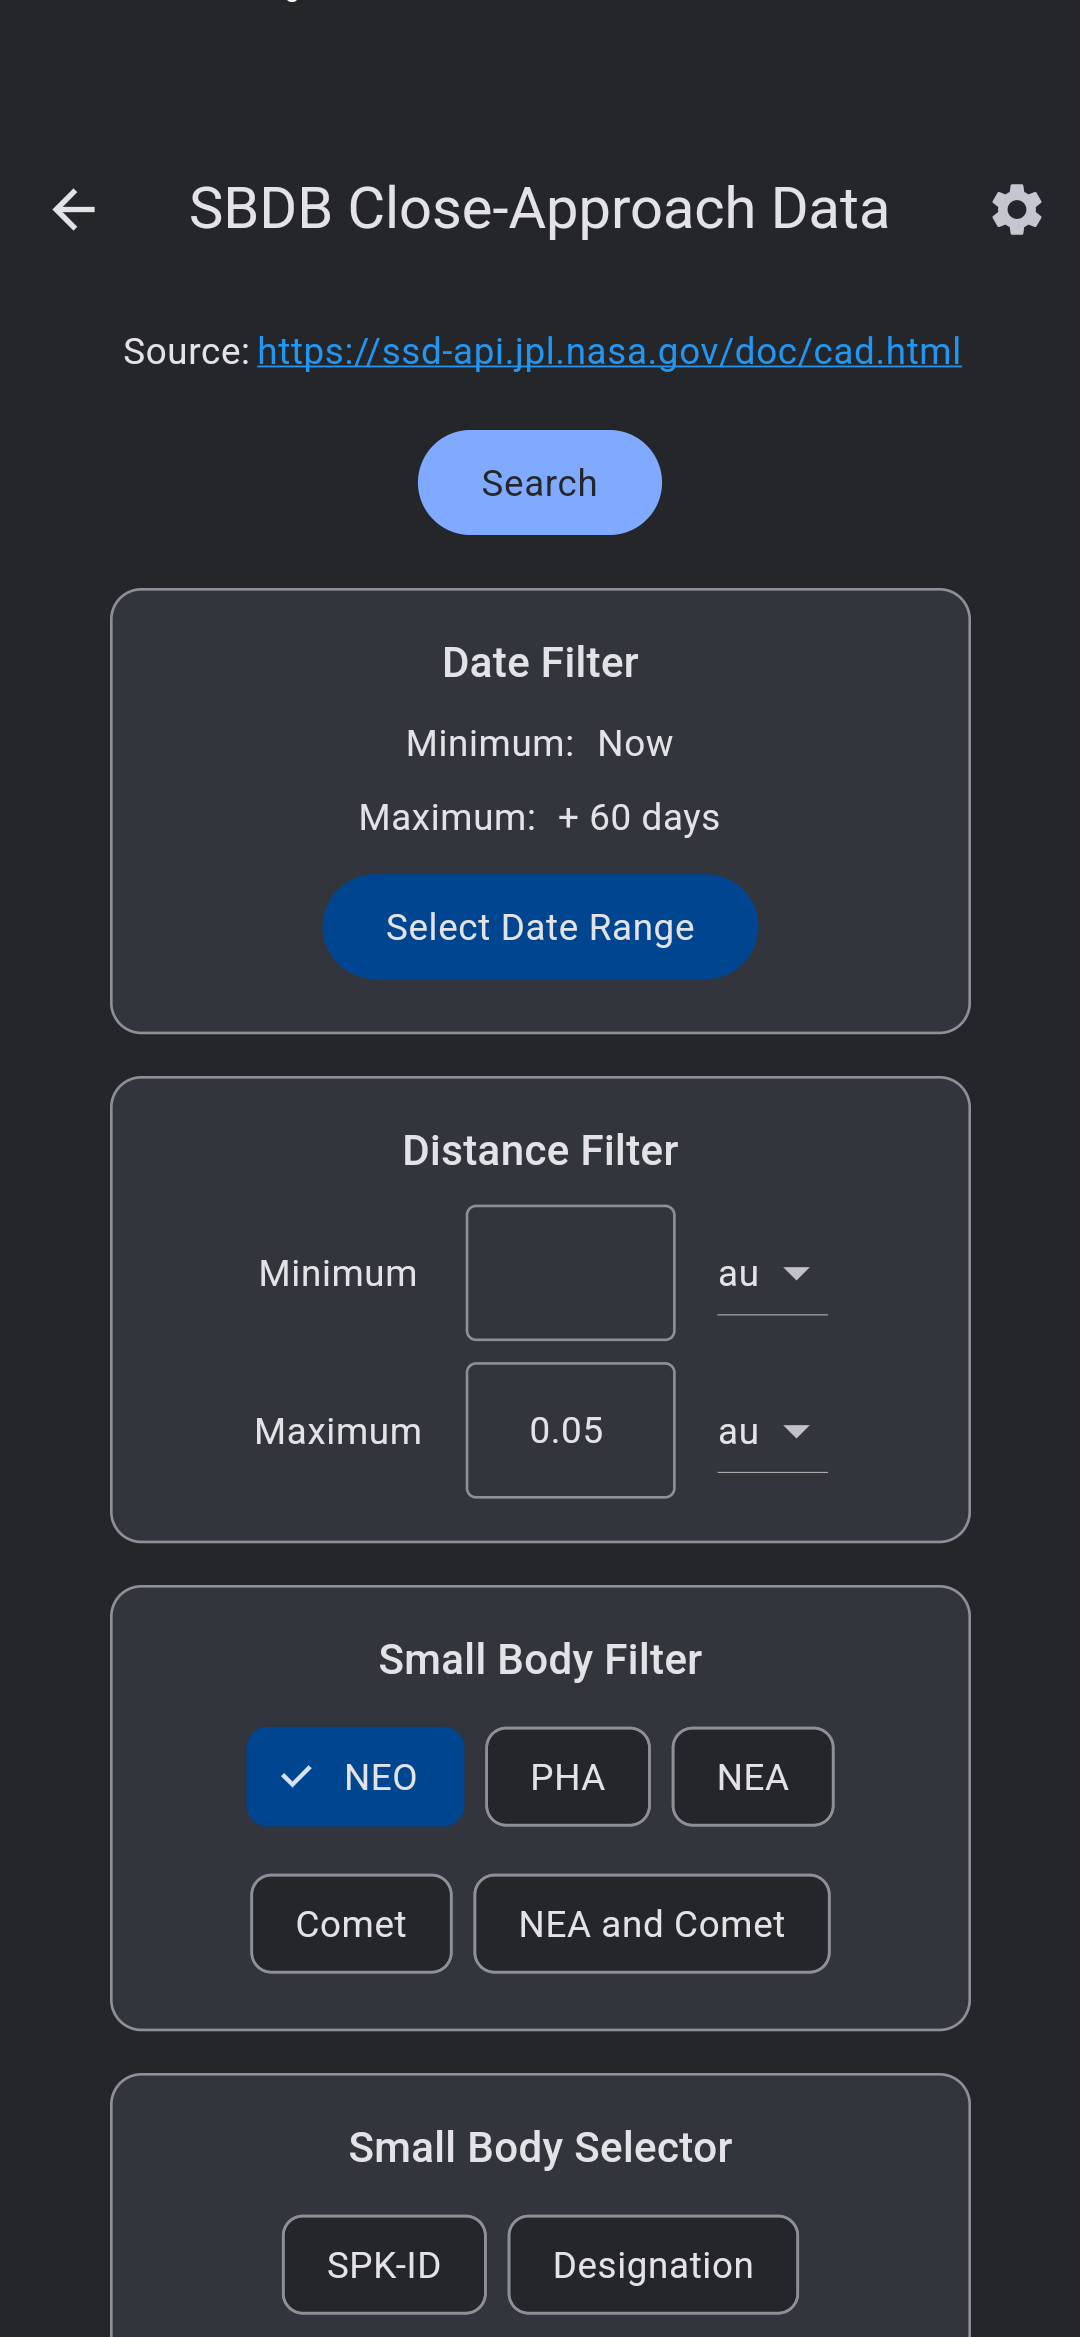 SBDB Close-Approach Data
Source: https://ssd-api.jpl.nasa.gov/doc/cad.html
Search
Date Filter
Minimum: Now
Maximum: + 60 days
Select Date Range
Distance Filter
Minimum au
Maximum 0.05 au
Small Body Filter
NEO PHA NEA
Comet NEA and Comet
Small Body Selector
SPK-ID Designation